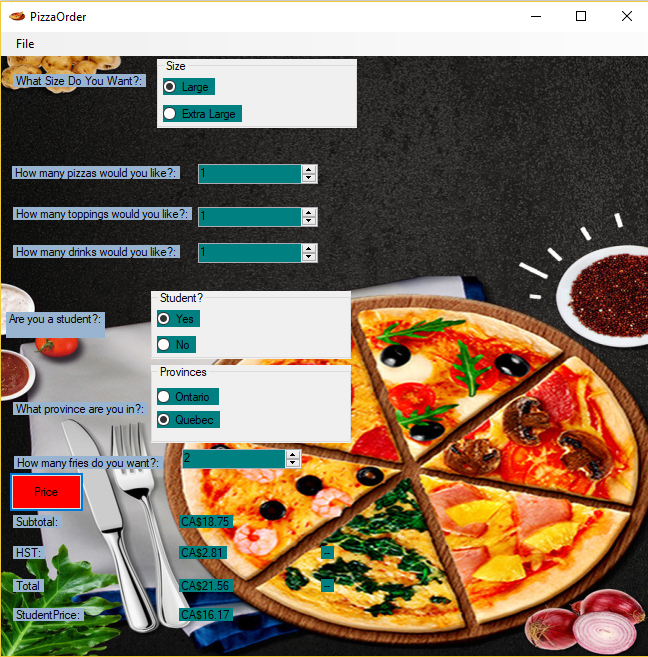 PizzaOrder
File
Size
What Size Do You Want?:
Large
Extra Large
How many pizzas would you like?: 1
How many toppings would you like?: 1
How many drinks would you like?: 1
Student?
Are you a student?:
Yes
No
Provinces
Ontario
What province are you in?:
Quebec
How many fries do you want?: 2
Price
Subtotal: CA$18.75
HST: CA$2.81 --
Total CA$21.56 --
StudentPrice: CA$16.17